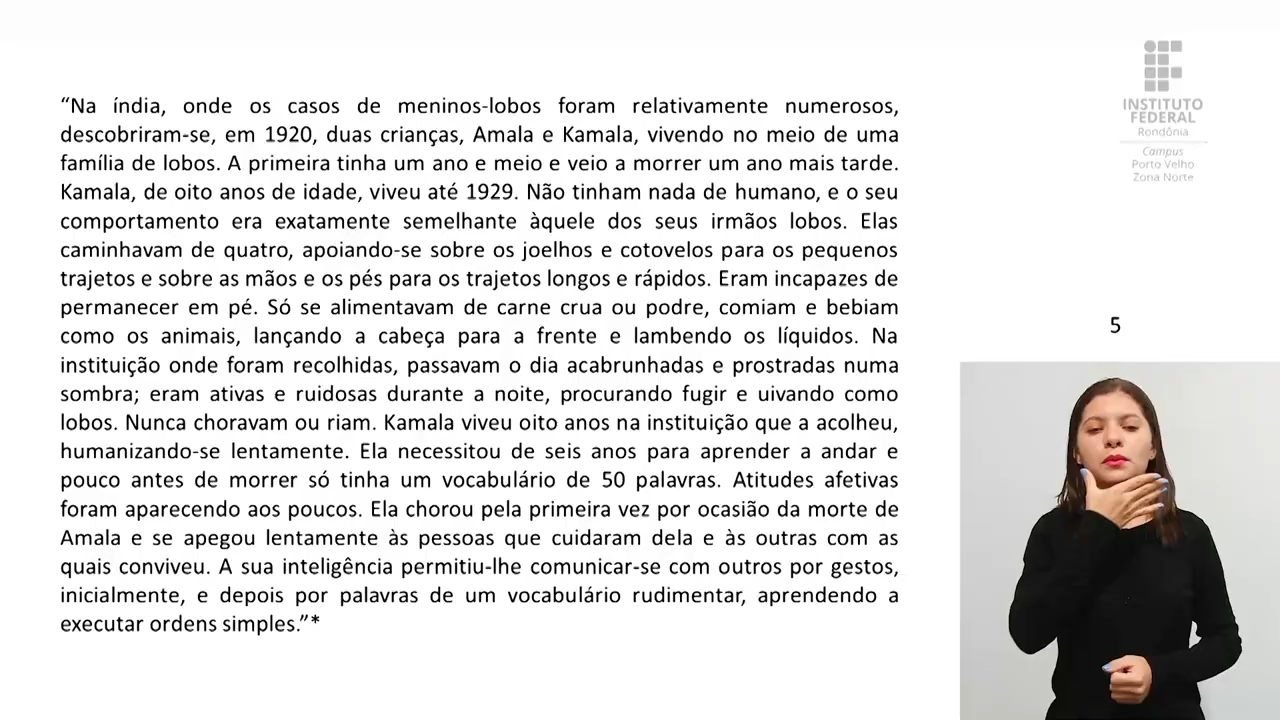 “Na índia, onde os casos de meninos-lobos foram relativamente numerosos,
descobriram-se, em 1920, duas crianças, Amala e Kamala, vivendo no meio de uma
família de lobos. A primeira tinha um ano e meio e veio a morrer um ano mais tarde.
Kamala, de oito anos de idade, viveu até 1929. Não tinham nada de humano, e o seu
comportamento era exatamente semelhante àquele dos seus irmãos lobos. Elas
caminhavam de quatro, apoiando-se sobre os joelhos e cotovelos para os pequenos
trajetos e sobre as mãos e os pés para os trajetos longos e rápidos. Eram incapazes de
permanecer em pé. Só se alimentavam de carne crua ou podre, comiam e bebiam
como os animais, lançando a cabeça para a frente e lambendo os líquidos. Na
instituição onde foram recolhidas, passavam o dia acabrunhadas e prostradas numa
sombra; eram ativas e ruidosas durante a noite, procurando fugir e uivando como
lobos. Nunca choravam ou riam. Kamala viveu oito anos na instituição que a acolheu,
humanizando-se lentamente. Ela necessitou de seis anos para aprender a andar e
pouco antes de morrer só tinha um vocabulário de 50 palavras. Atitudes afetivas
foram aparecendo aos poucos. Ela chorou pela primeira vez por ocasião da morte de
Amala e se apegou lentamente às pessoas que cuidaram dela e às outras com as
quais conviveu. A sua inteligência permitiu-lhe comunicar-se com outros por gestos,
inicialmente, e depois por palavras de um vocabulário rudimentar, aprendendo a
executar ordens simples.”*
INSTITUTO
FEDERAL
Rondônia
Campus
Porto Velho
Zona Norte
5